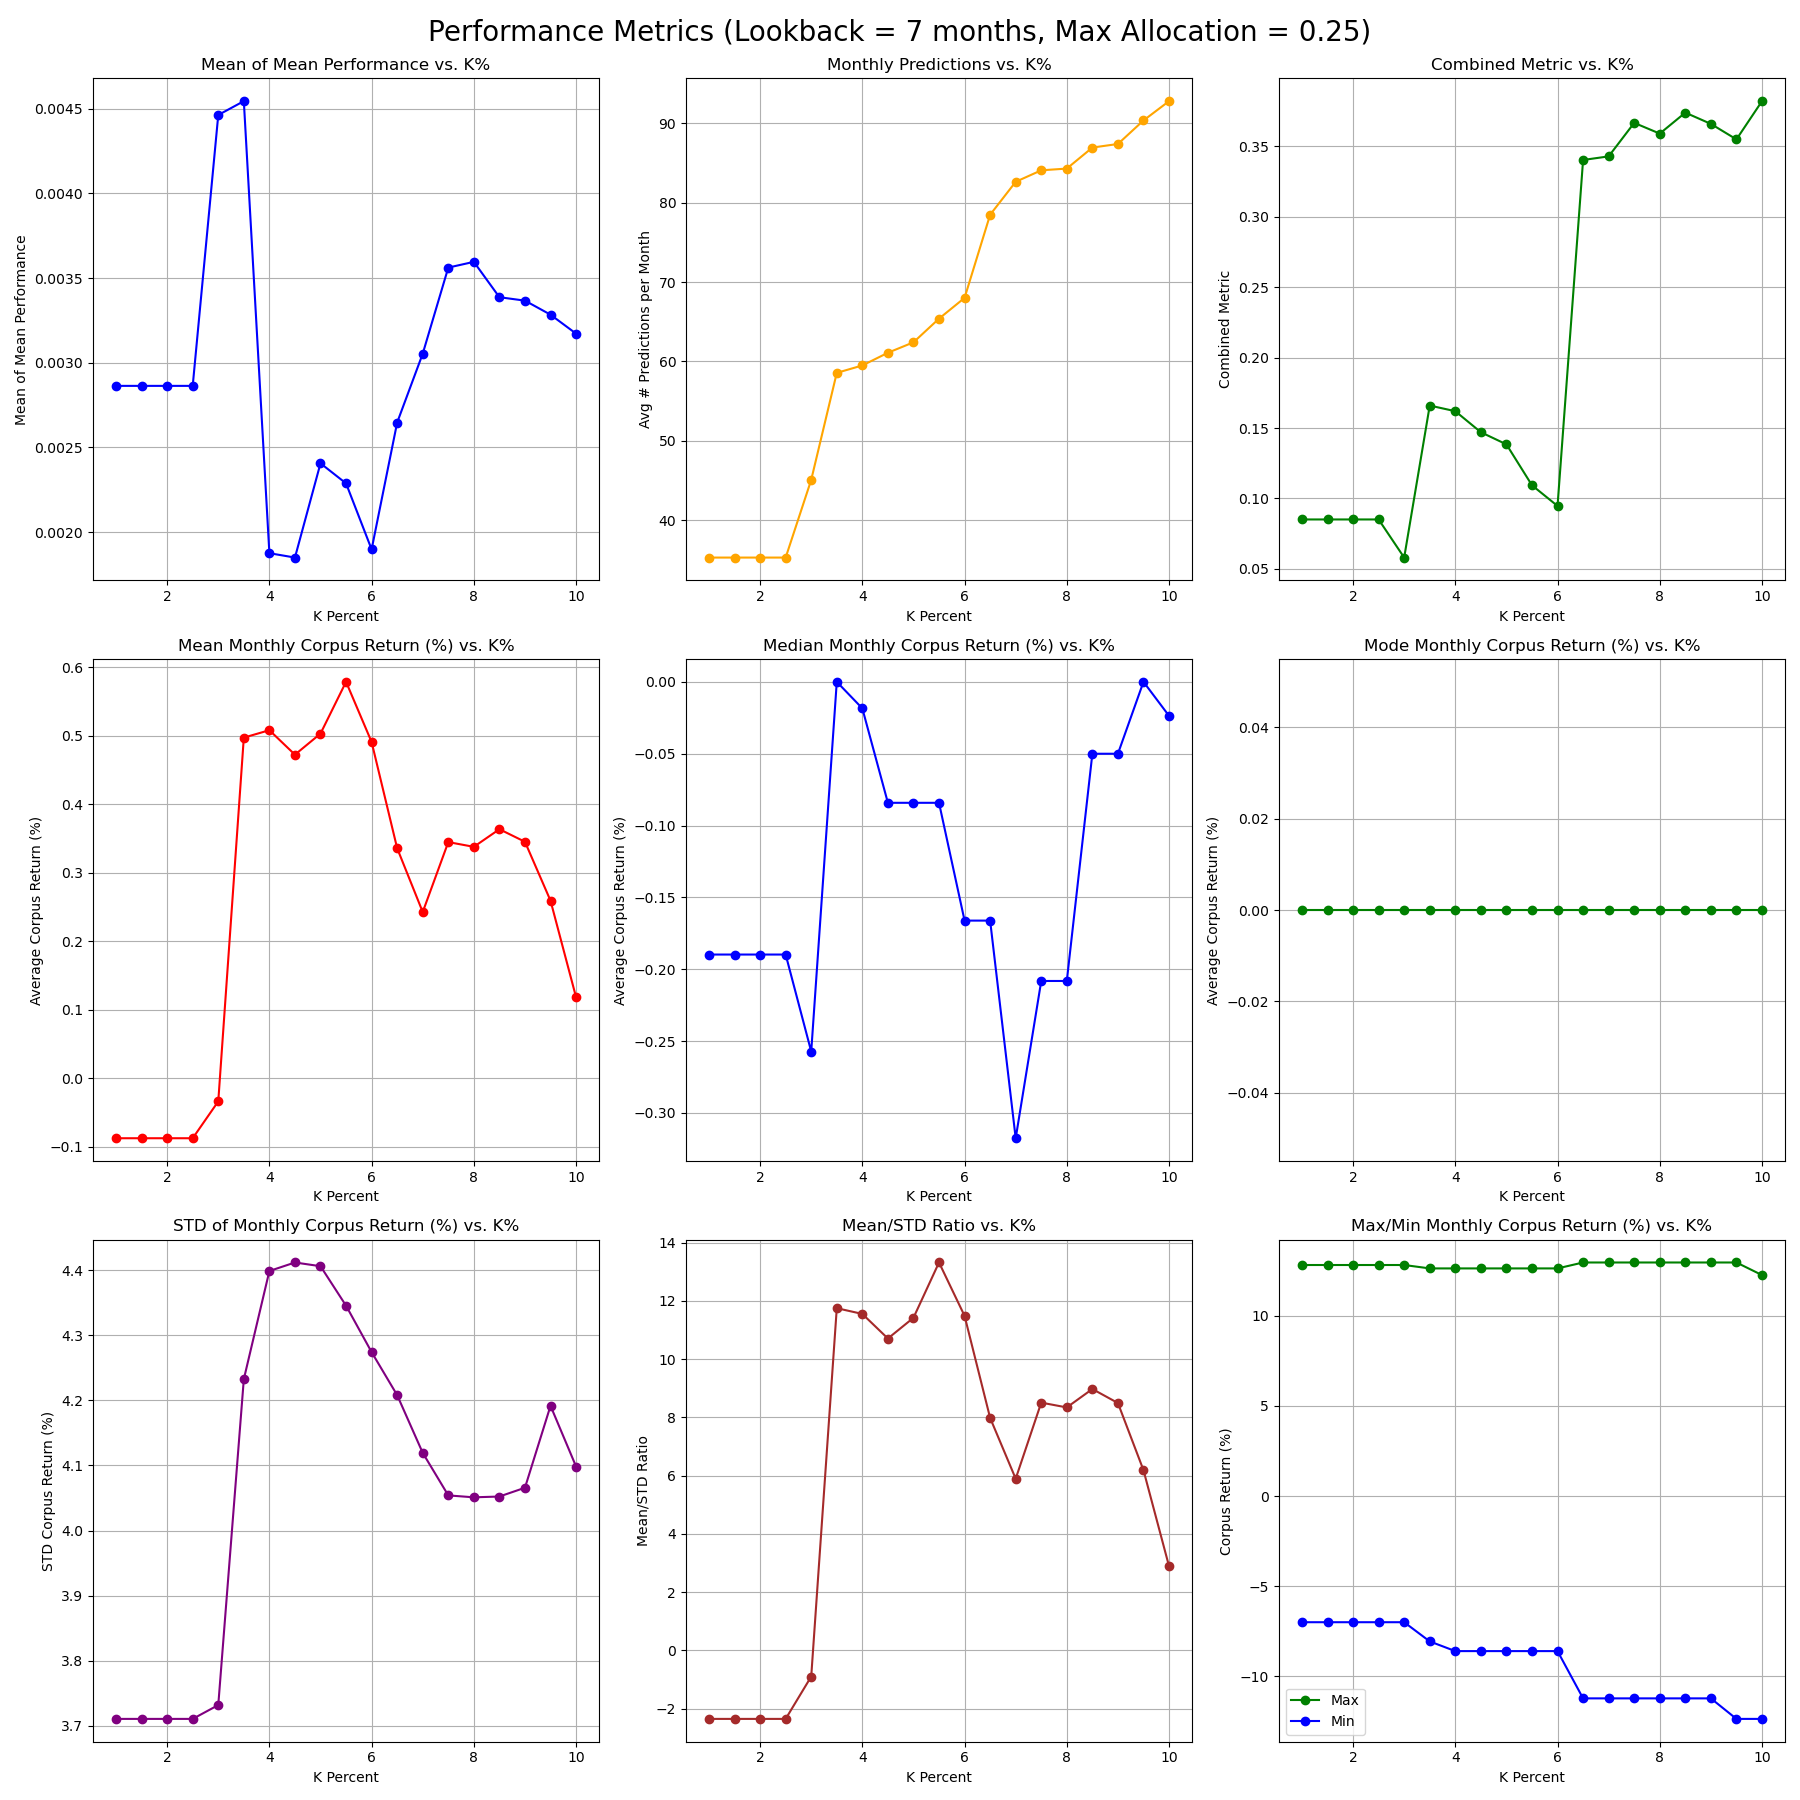 Performance Metrics (Lookback = 7 months, Max Allocation = 0.25)
Mean of Mean Performance vs. K%
Mean of Mean Performance
0.0045
0.0040
0.0035
0.0030
0.0025
0.0020
2 4 6 8 10
K Percent
Monthly Predictions vs. K%
Avg # Predictions per Month
90
80
70
60
50
40
2 4 6 8 10
K Percent
Combined Metric vs. K%
Combined Metric
0.35
0.30
0.25
0.20
0.15
0.10
0.05
2 4 6 8 10
K Percent
Mean Monthly Corpus Return (%) vs. K%
Average Corpus Return (%)
0.6
0.5
0.4
0.3
0.2
0.1
0.0
−0.1
2 4 6 8 10
K Percent
Median Monthly Corpus Return (%) vs. K%
Average Corpus Return (%)
0.00
−0.05
−0.10
−0.15
−0.20
−0.25
−0.30
2 4 6 8 10
K Percent
Mode Monthly Corpus Return (%) vs. K%
Average Corpus Return (%)
0.04
0.02
0.00
−0.02
−0.04
2 4 6 8 10
K Percent
STD of Monthly Corpus Return (%) vs. K%
STD Corpus Return (%)
4.4
4.3
4.2
4.1
4.0
3.9
3.8
3.7
2 4 6 8 10
K Percent
Mean/STD Ratio vs. K%
Mean/STD Ratio
14
12
10
8
6
4
2
0
−2
2 4 6 8 10
K Percent
Max/Min Monthly Corpus Return (%) vs. K%
Corpus Return (%)
10
5
0
−5
−10
Max
Min
2 4 6 8 10
K Percent